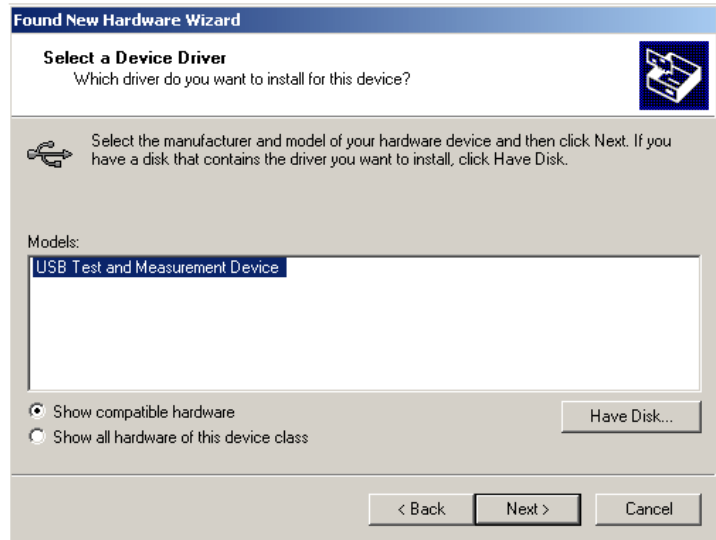 Found New Hardware Wizard
Select a Device Driver
Which driver do you want to install for this device?
Select the manufacturer and model of your hardware device and then click Next. If you
have a disk that contains the driver you want to install, click Have Disk.
Models:
USB Test and Measurement Device
Show compatible hardware
Have Disk...
Show all hardware of this device class
< Back
Next >
Cancel